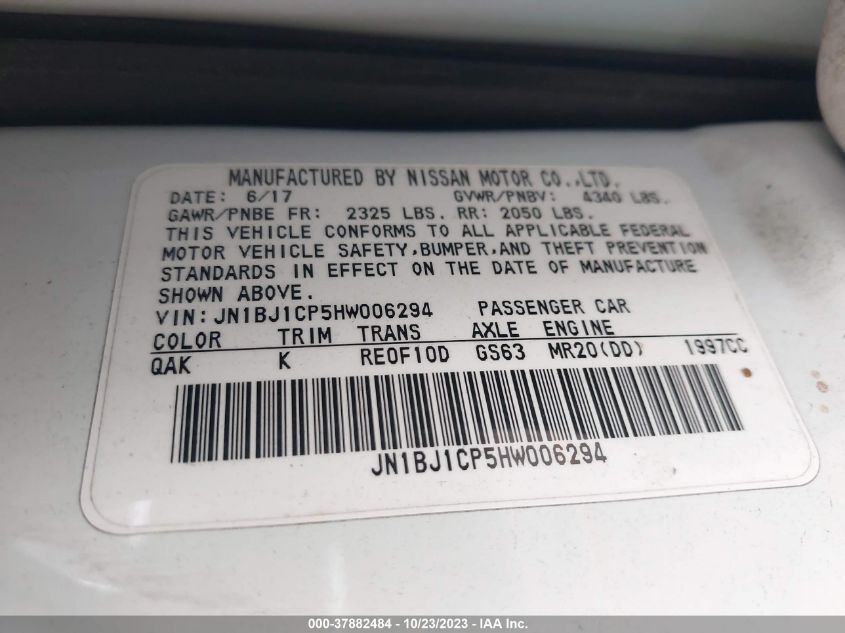 MANUFACTURED BY NISSAN MOTOR CO.,LTD.
DATE: 6/17 GVWR/PNBV: 4340 LBS.
GAWR/PNBE FR: 2325 LBS. RR: 2050 LBS.
THIS VEHICLE CONFORMS TO ALL APPLICABLE FEDERAL
MOTOR VEHICLE SAFETY,BUMPER,AND THEFT PREVENTION
STANDARDS IN EFFECT ON THE DATE OF MANUFACTURE
SHOWN ABOVE.
VIN: JN1BJ1CP5HW006294 PASSENGER CAR
COLOR TRIM TRANS AXLE ENGINE
QAK K RE0F10D GS63 MR20(DD) 1997CC
JN1BJ1CP5HW006294
000-37882484 - 10/23/2023 - IAA Inc.